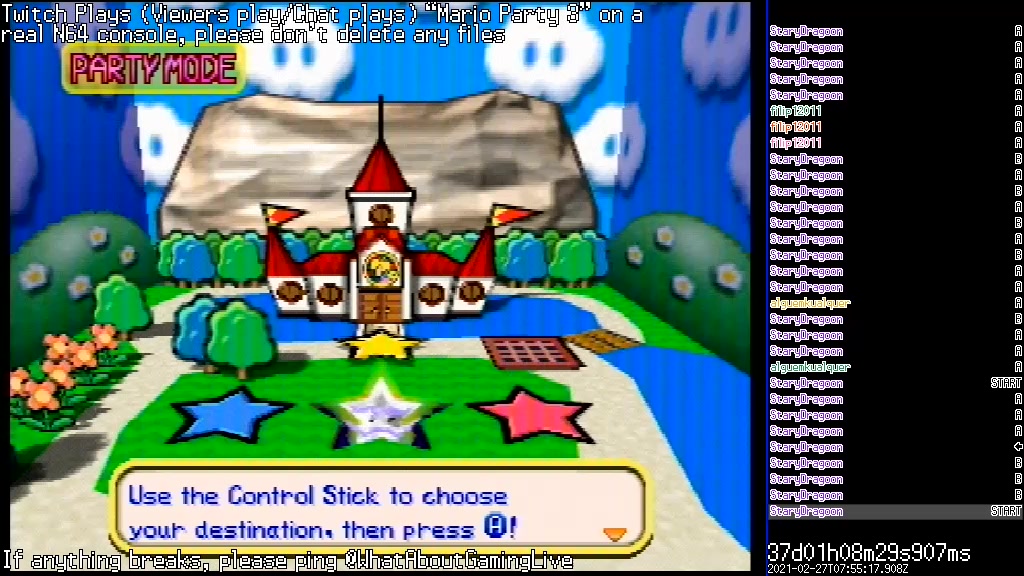 Twitch Plays (Viewers play/Chat plays) "Mario Party 3" on a
real N64 console, please don't delete any files
PARTY MODE
Use the Control Stick to choose
your destination, then press A!
If anything breaks, please ping @WhatAboutGamingLive
StaryDragoon A
StaryDragoon A
StaryDragoon A
StaryDragoon A
StaryDragoon A
filip12011 A
filip12011 A
filip12011 A
StaryDragoon B
StaryDragoon A
StaryDragoon B
StaryDragoon A
StaryDragoon B
StaryDragoon A
StaryDragoon B
StaryDragoon A
StaryDragoon A
alguemkualquer A
StaryDragoon B
StaryDragoon A
StaryDragoon A
alguemkualquer A
StaryDragoon START
StaryDragoon A
StaryDragoon A
StaryDragoon A
StaryDragoon ←
StaryDragoon B
StaryDragoon B
StaryDragoon B
StaryDragoon START
37d01h08m29s907ms
2021-02-27T07:55:17.908Z